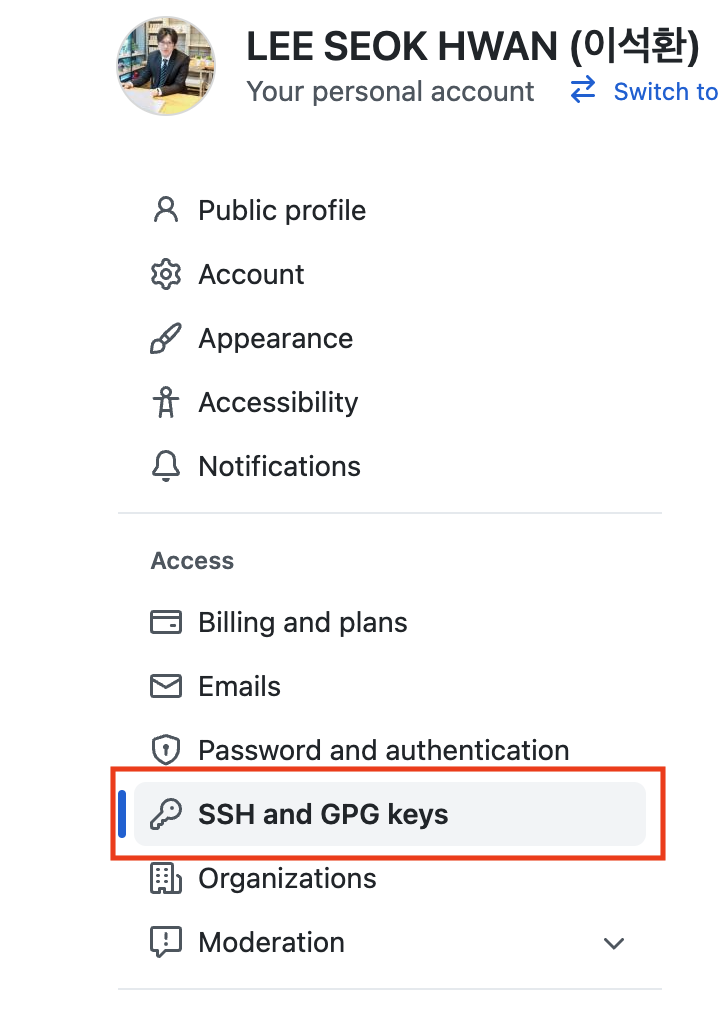 LEE SEOK HWAN (이석환)
Your personal account Switch to
Public profile
Account
Appearance
Accessibility
Notifications
Access
Billing and plans
Emails
Password and authentication
SSH and GPG keys
Organizations
Moderation